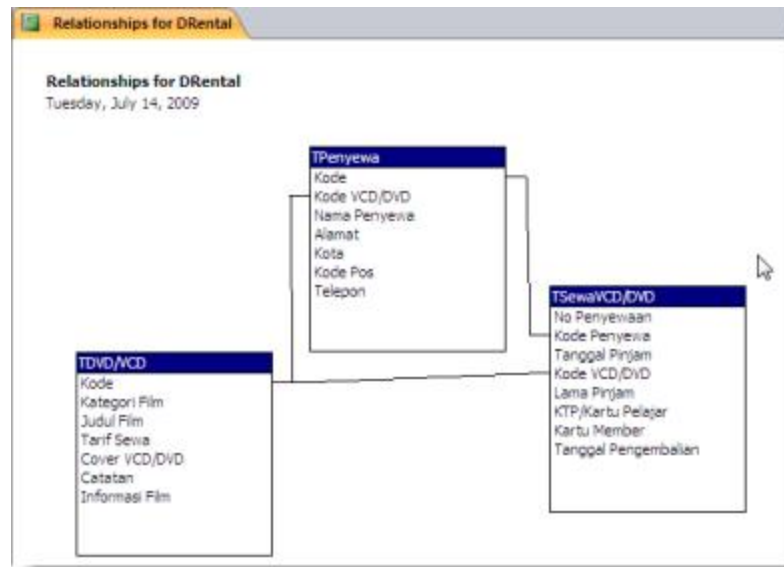 Relationships for DRental
Relationships for DRental
Tuesday, July 14, 2009
TPenyewa
Kode
Kode VCD/DVD
Nama Penyewa
Alamat
Kota
Kode Pos
Telepon
TSewaVCD/DVD
No Penyewaan
Kode Penyewa
Tanggal Pinjam
Kode VCD/DVD
Lama Pinjam
KTP/Kartu Pelajar
Kartu Member
Tanggal Pengembalian
TDVD/VCD
Kode
Kategori Film
Judul Film
Tarif Sewa
Cover VCD/DVD
Catatan
Informasi Film